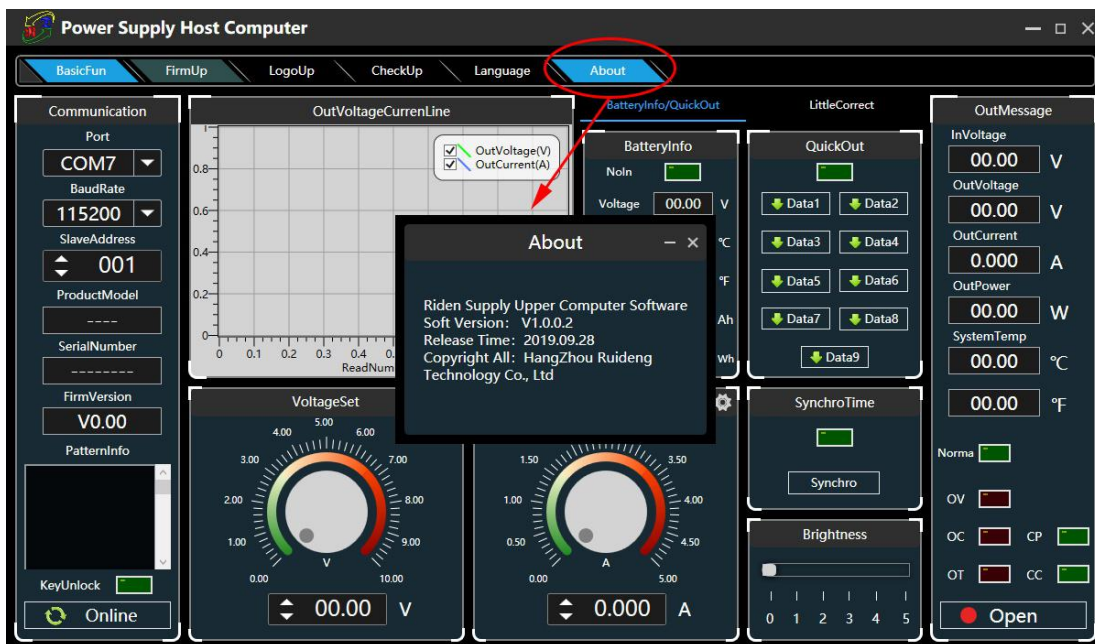 Power Supply Host Computer
BasicFun
FirmUp
LogoUp
CheckUp
Language
About
Communication
Port
COM7
BaudRate
115200
SlaveAddress
001
ProductModel
----
SerialNumber
--------
FirmVersion
V0.00
PatternInfo
KeyUnlock
Online
OutVoltageCurrenLine
OutVoltage(V)
OutCurrent(A)
1
0.8
0.6
0.4
0.2
0
0 0.1 0.2 0.3 0.4 0.
ReadNum
BatteryInfo/QuickOut
LittleCorrect
BatteryInfo
NoIn
Voltage 00.00 V
℃
℉
Ah
Wh
QuickOut
Data1 Data2
Data3 Data4
Data5 Data6
Data7 Data8
Data9
About
Riden Supply Upper Computer Software
Soft Version: V1.0.0.2
Release Time: 2019.09.28
Copyright All: HangZhou Ruideng
Technology Co., Ltd
VoltageSet
0.00 1.00 2.00 3.00 4.00 5.00 6.00 7.00 8.00 9.00 10.00
V
00.00 V
0.00 0.50 1.00 1.50 3.50 4.00 4.50 5.00
A
0.000 A
SynchroTime
Synchro
Brightness
0 1 2 3 4 5
OutMessage
InVoltage
00.00 V
OutVoltage
00.00 V
OutCurrent
0.000 A
OutPower
00.00 W
SystemTemp
00.00 ℃
00.00 ℉
Norma
OV
OC CP
OT CC
Open